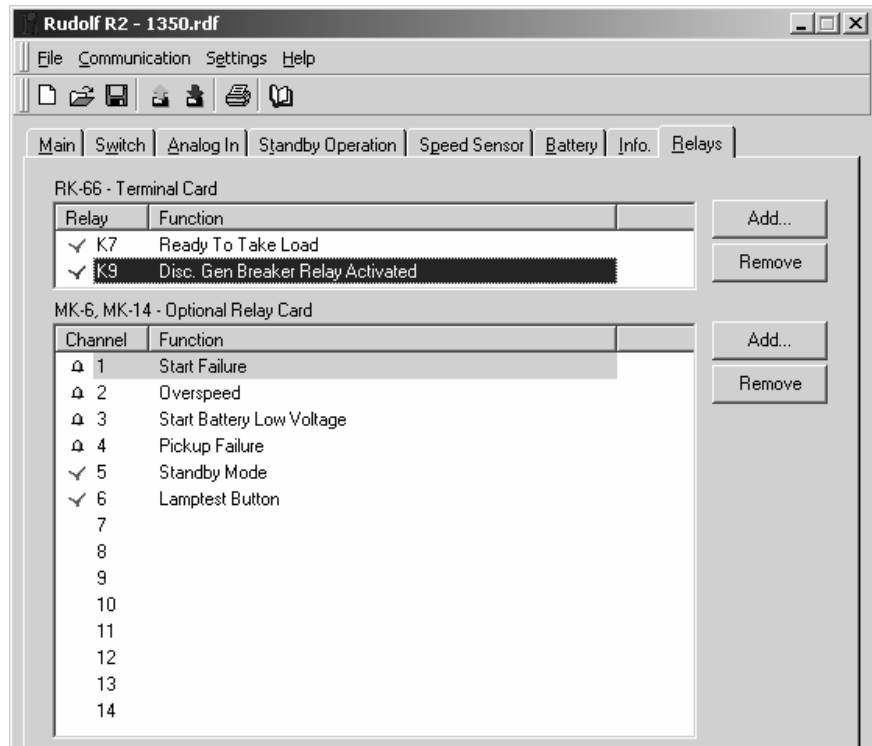 Rudolf R2 - 1350.rdf
File Communication Settings Help
Main Switch Analog In Standby Operation Speed Sensor Battery Info. Relays
RK-66 - Terminal Card
Relay Function
Add...
K7 Ready To Take Load
K9 Disc. Gen Breaker Relay Activated
Remove
MK-6, MK-14 - Optional Relay Card
Channel Function
Add...
1 Start Failure
Remove
2 Overspeed
3 Start Battery Low Voltage
4 Pickup Failure
5 Standby Mode
6 Lamptest Button
7
8
9
10
11
12
13
14